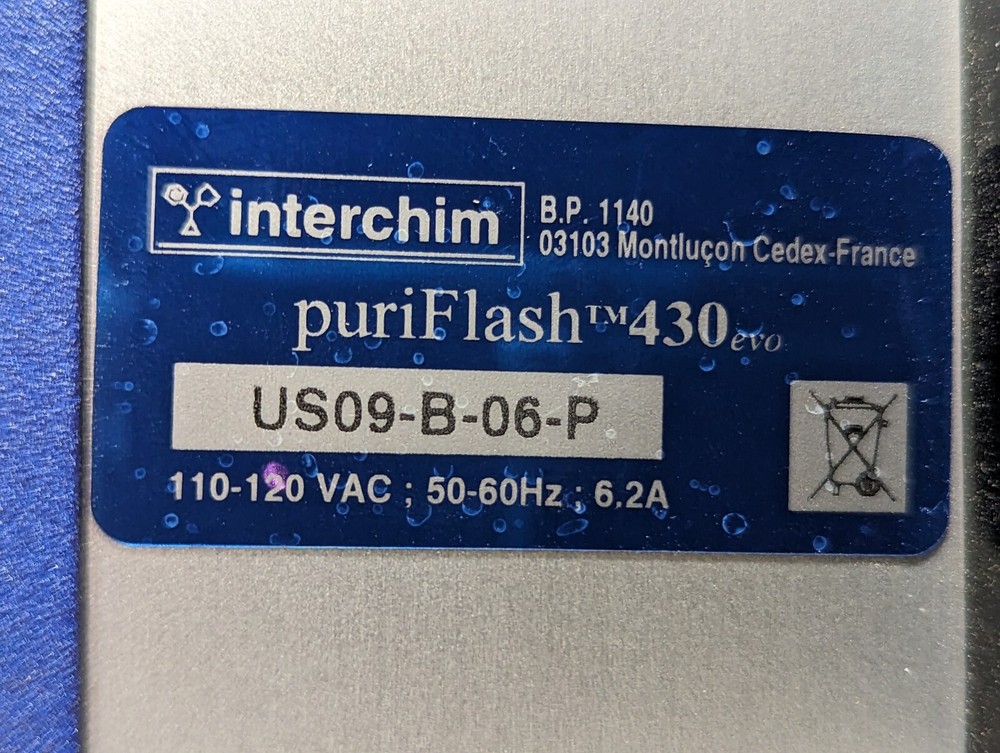 interchim
B.P. 1140
03103 Montluçon Cedex-France
puriFlash™430evo
US09-B-06-P
110-120 VAC ; 50-60Hz ; 6.2A